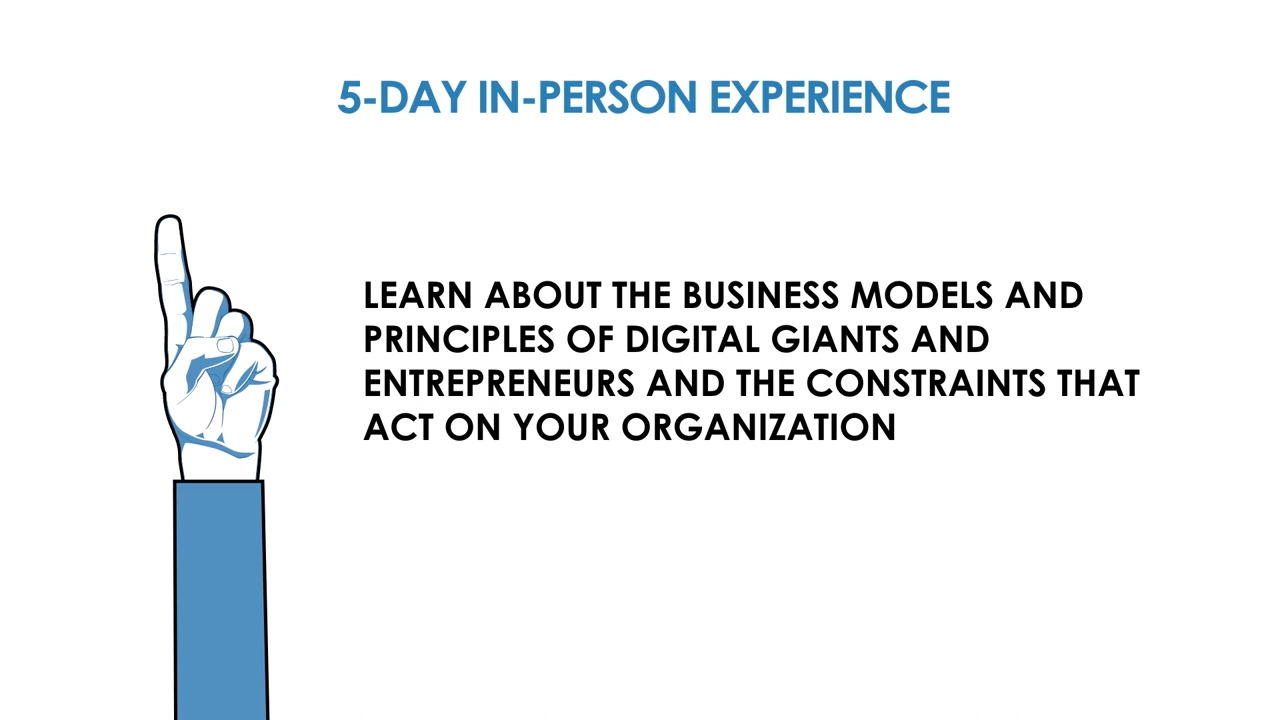 5-DAY IN-PERSON EXPERIENCE
LEARN ABOUT THE BUSINESS MODELS AND
PRINCIPLES OF DIGITAL GIANTS AND
ENTREPRENEURS AND THE CONSTRAINTS THAT
ACT ON YOUR ORGANIZATION